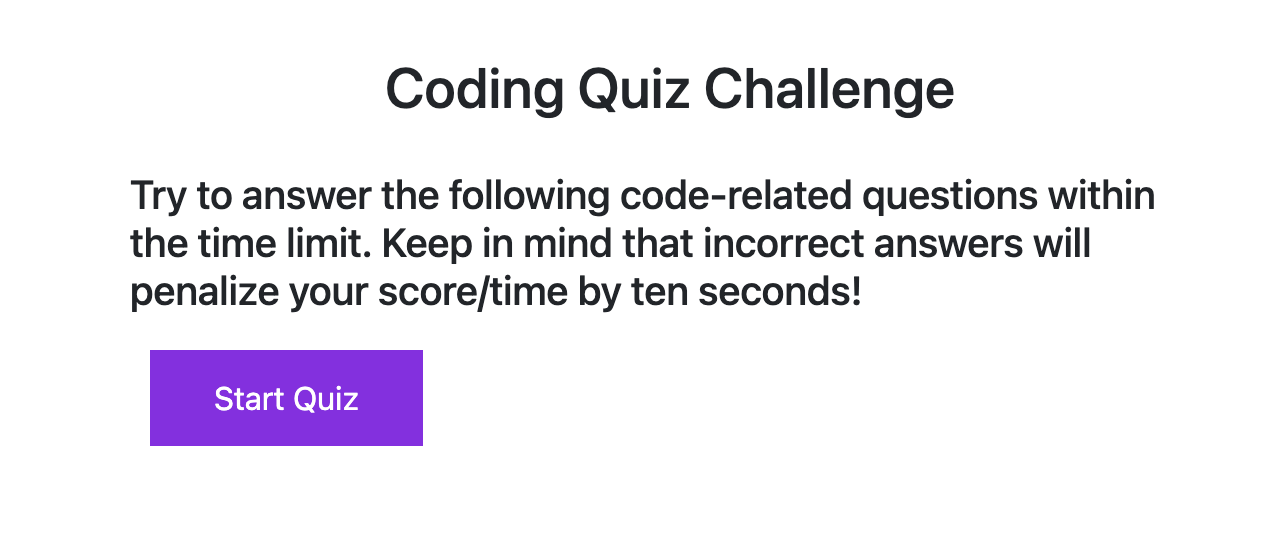 Coding Quiz Challenge
Try to answer the following code-related questions within
the time limit. Keep in mind that incorrect answers will
penalize your score/time by ten seconds!
Start Quiz